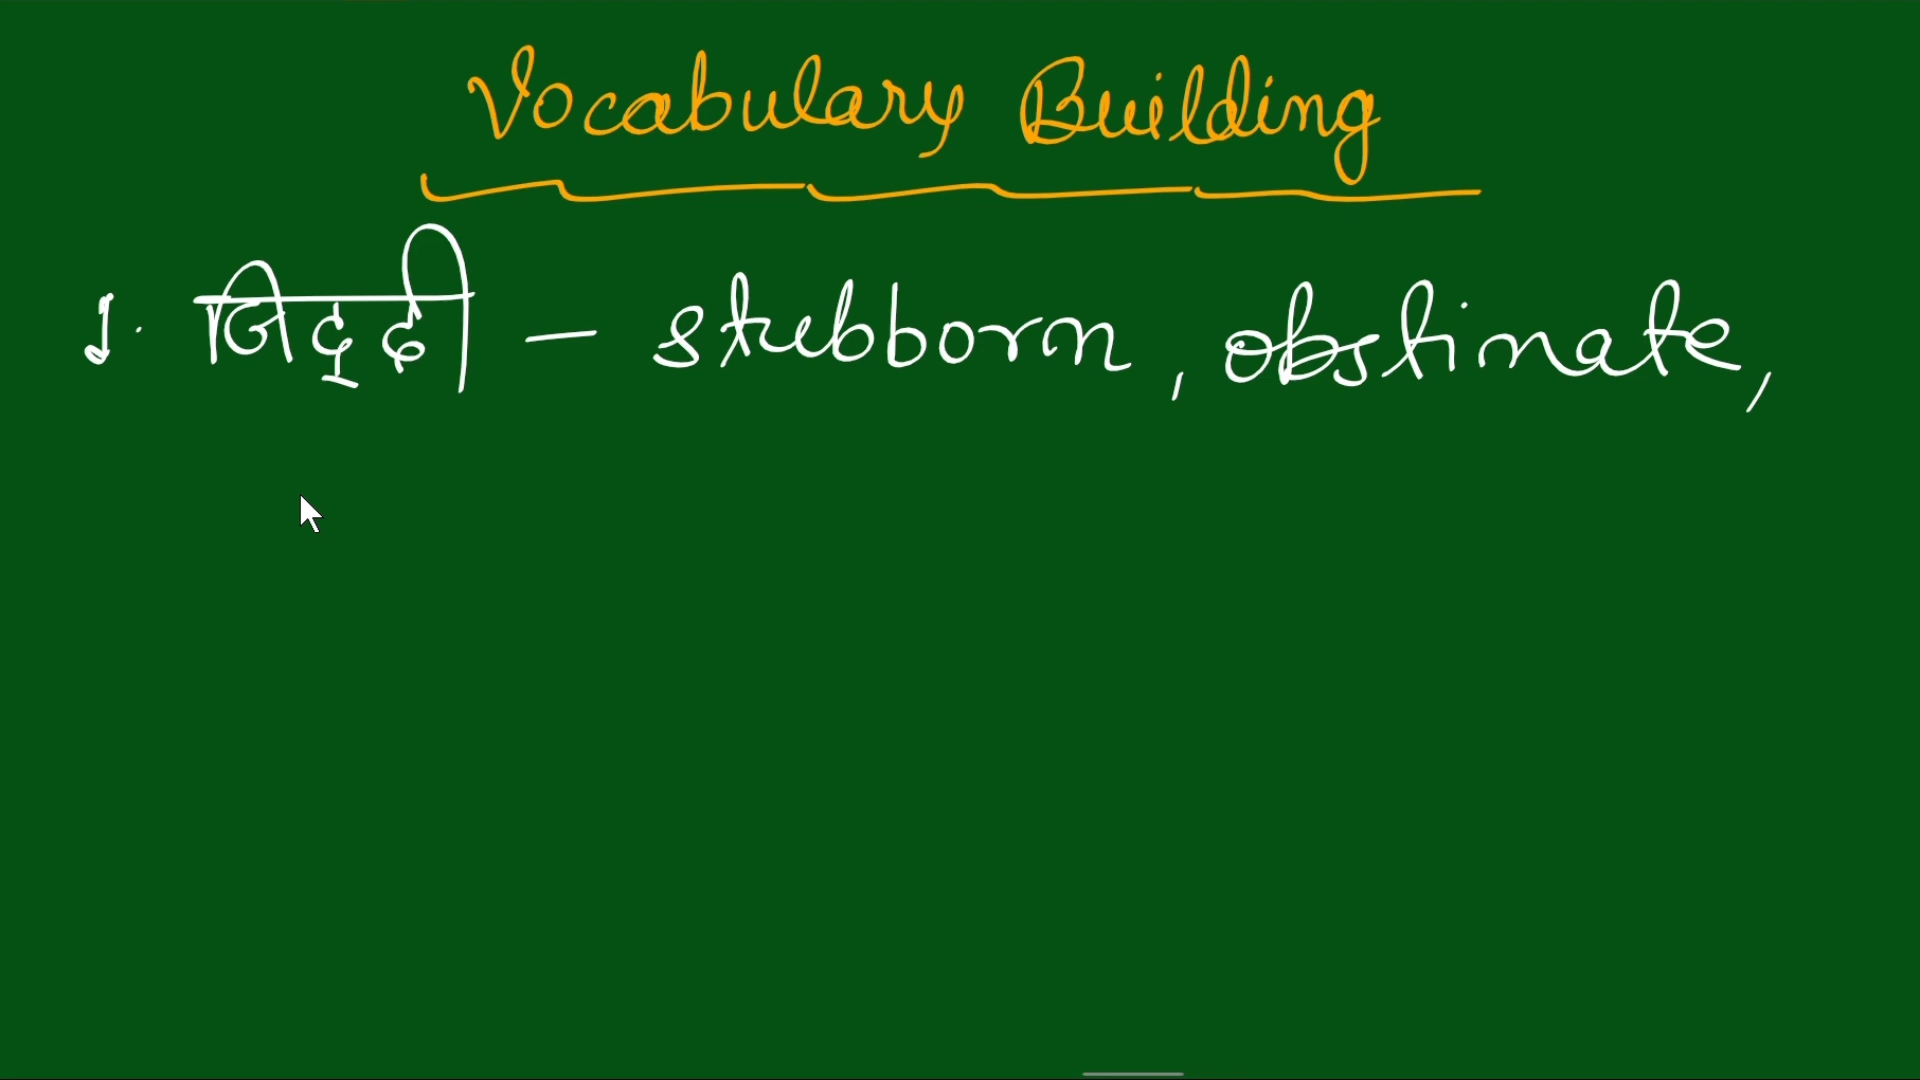 Vocabulary Building
1. जिद्दी - stubborn, obstinate,